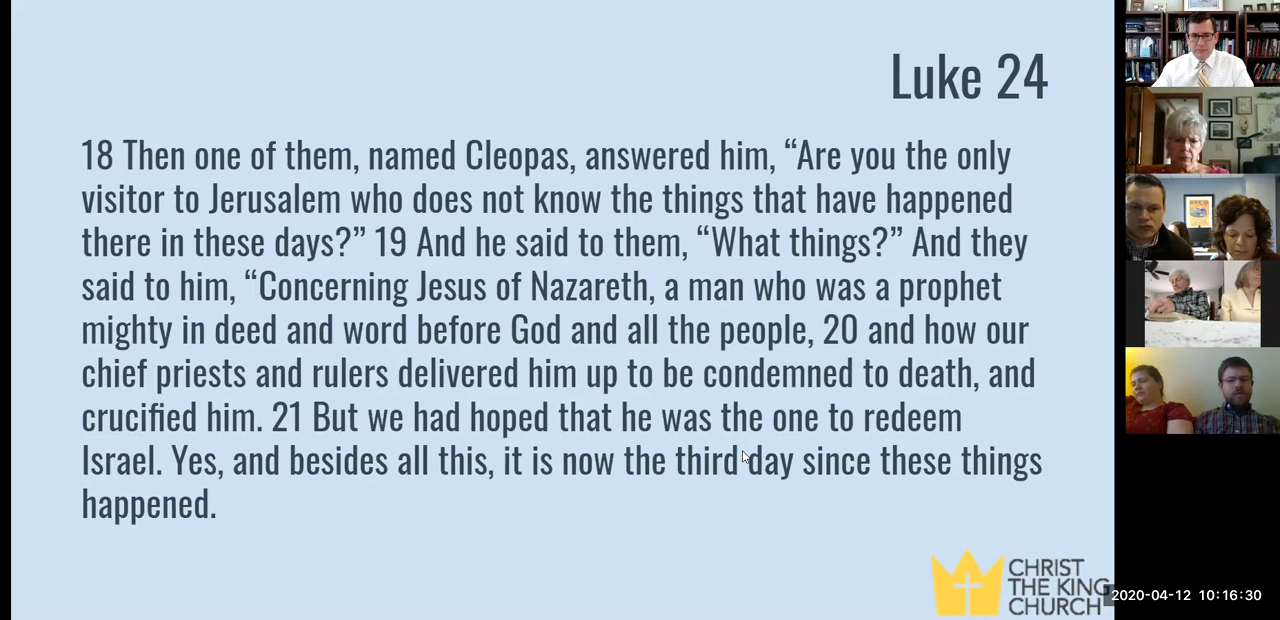 Luke 24
18 Then one of them, named Cleopas, answered him, “Are you the only
visitor to Jerusalem who does not know the things that have happened
there in these days?” 19 And he said to them, “What things?” And they
said to him, “Concerning Jesus of Nazareth, a man who was a prophet
mighty in deed and word before God and all the people, 20 and how our
chief priests and rulers delivered him up to be condemned to death, and
crucified him. 21 But we had hoped that he was the one to redeem
Israel. Yes, and besides all this, it is now the third day since these things
happened.
CHRIST
THE KING
CHURCH
2020-04-12 10:16:30